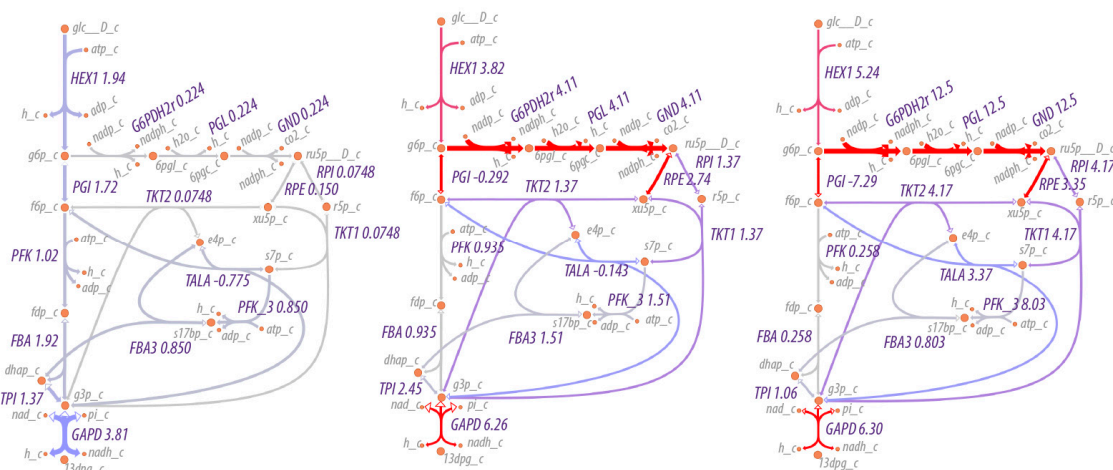 glc__D_c
atp_c
HEX1 1.94
h_c
adp_c
nadp_c
G6PDH2r 0.224
nadph_c
h2o_c
PGL 0.224
h_c
nadp_c
GND 0.224
co2_c
g6p_c
h_c
6pgl_c
6pgc_c
nadph_c
ru5p__D_c
RPI 0.0748
PGI 1.72
TKT2 0.0748
RPE 0.150
f6p_c
xu5p_c
r5p_c
TKT1 0.0748
atp_c
e4p_c
PFK 1.02
h_c
adp_c
s7p_c
TALA -0.775
PFK_3 0.850
fdp_c
h_c
s17bp_c
adp_c
atp_c
FBA 1.92
FBA3 0.850
dhap_c
TPI 1.37
g3p_c
nad_c
pi_c
GAPD 3.81
h_c
nadh_c
13dpg_c
glc__D_c
atp_c
HEX1 3.82
h_c
adp_c
nadp_c
G6PDH2r 4.11
nadph_c
h2o_c
PGL 4.11
h_c
nadp_c
GND 4.11
co2_c
g6p_c
h_c
6pgl_c
6pgc_c
nadph_c
ru5p__D_c
RPI 1.37
PGI -0.292
TKT2 1.37
RPE 2.74
f6p_c
xu5p_c
r5p_c
TKT1 1.37
atp_c
e4p_c
PFK 0.935
h_c
adp_c
s7p_c
TALA -0.143
PFK_3 1.51
fdp_c
h_c
s17bp_c
adp_c
atp_c
FBA 0.935
FBA3 1.51
dhap_c
TPI 2.45
g3p_c
nad_c
pi_c
GAPD 6.26
h_c
nadh_c
13dpg_c
glc__D_c
atp_c
HEX1 5.24
h_c
adp_c
nadp_c
G6PDH2r 12.5
nadph_c
h2o_c
PGL 12.5
h_c
nadp_c
GND 12.5
co2_c
g6p_c
h_c
6pgl_c
6pgc_c
nadph_c
ru5p__D_c
RPI 4.17
PGI -7.29
TKT2 4.17
RPE 3.35
f6p_c
xu5p_c
r5p_c
TKT1 4.17
atp_c
e4p_c
PFK 0.258
h_c
adp_c
s7p_c
TALA 3.37
PFK_3 8.03
fdp_c
h_c
s17bp_c
adp_c
atp_c
FBA 0.258
FBA3 0.803
dhap_c
TPI 1.06
g3p_c
nad_c
pi_c
GAPD 6.30
h_c
nadh_c
13dpg_c